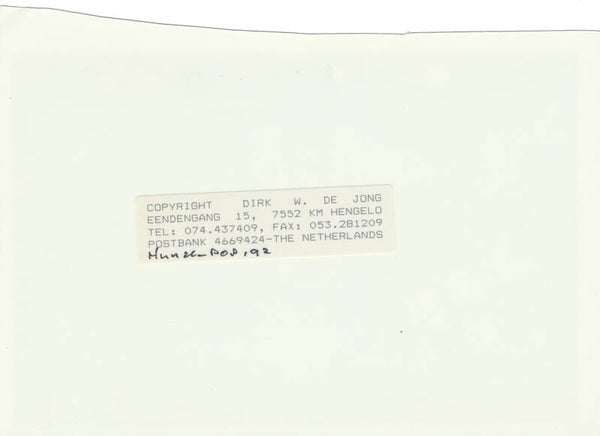 COPYRIGHT DIRK W. DE JONG
EENDENGANG 15, 7552 KM HENGELO
TEL: 074.437409, FAX: 053.281209
POSTBANK 4669424-THE NETHERLANDS